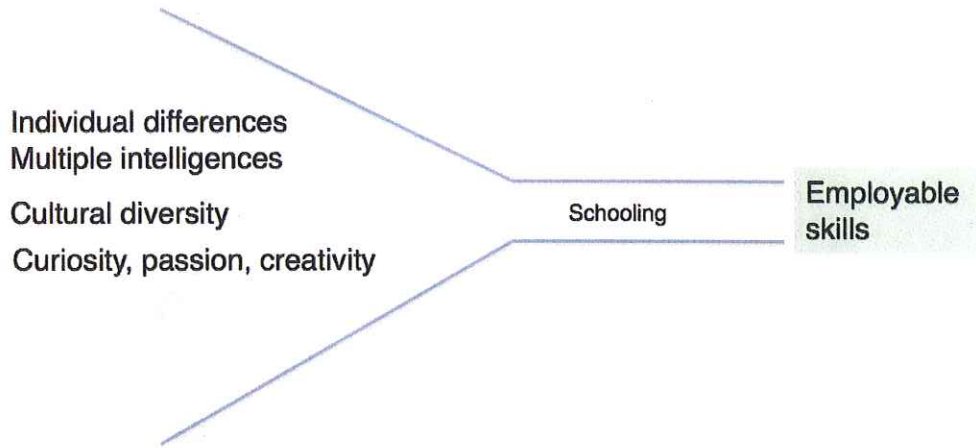 Individual differences
Multiple intelligences
Cultural diversity
Curiosity, passion, creativity
Schooling
Employable
skills